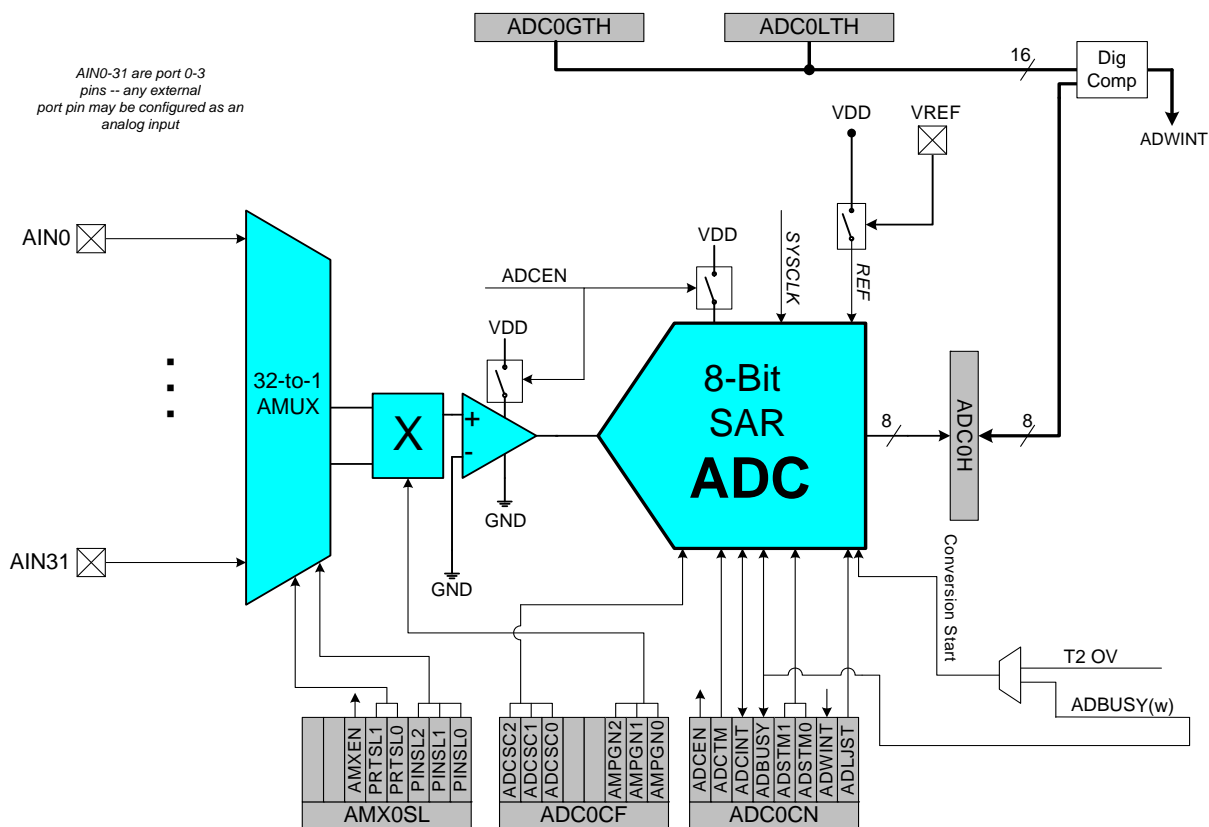 ADC0GTH
ADC0LTH
AIN0-31 are port 0-3
pins -- any external
port pin may be configured as an
analog input
16
Dig
Comp
ADWINT
VDD
VREF
AIN0
VDD
SYSCLK
REF
ADCEN
VDD
32-to-1
AMUX
X
+
-
8-Bit
SAR
ADC
8
ADC0H
8
GND
GND
AIN31
Conversion Start
T2 OV
ADBUSY(w)
AMXEN
PRTSL1
PRTSL0
PINSL2
PINSL1
PINSL0
AMX0SL
ADCSC2
ADCSC1
ADCSC0
AMPGN2
AMPGN1
AMPGN0
ADC0CF
ADCEN
ADCTM
ADCINT
ADBUSY
ADSTM1
ADSTM0
ADWINT
ADLJST
ADC0CN